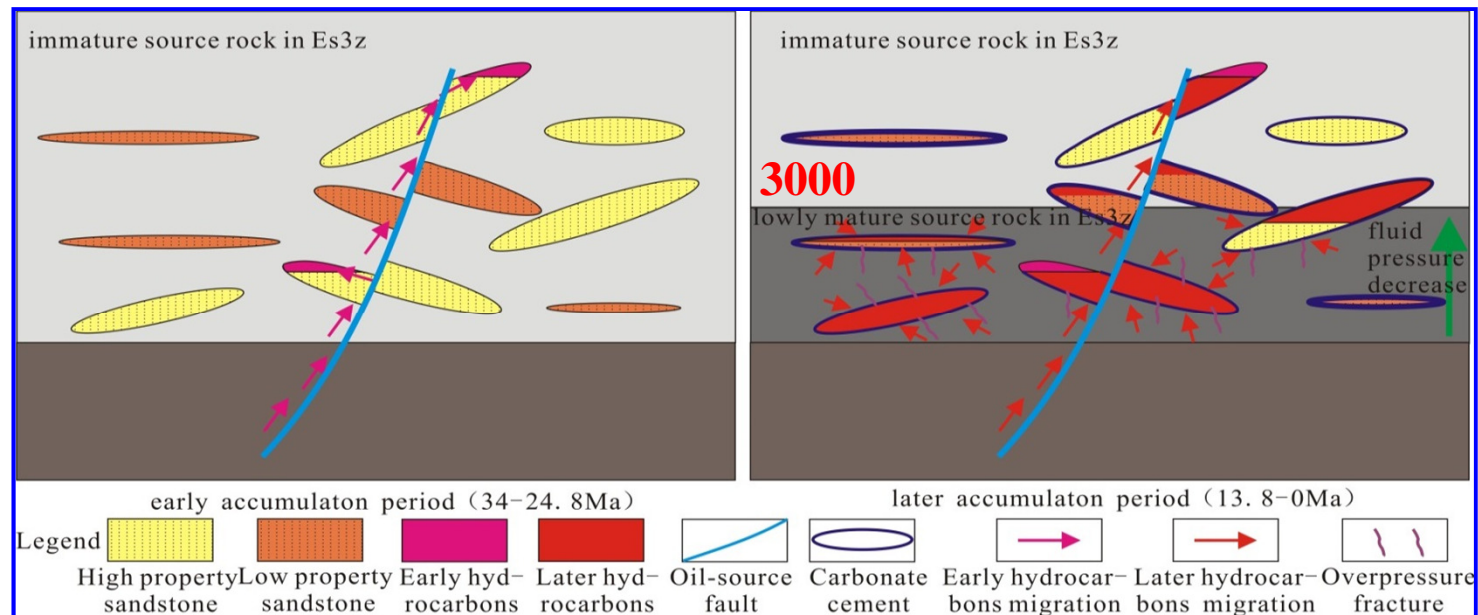 immature source rock in Es3z
immature source rock in Es3z
3000
lowly mature source rock in Es3z
fluid
pressure
decrease
early accumulaton period (34-24.8Ma)
later accumulaton period (13.8-0Ma)
Legend
High property
sandstone
Low property
sandstone
Early hyd-
rocarbons
Later hyd-
rocarbons
Oil-source
fault
Carbonate
cement
Early hydrocar-
bons migration
Later hydrocar-
bons migration
Overpressure
fracture